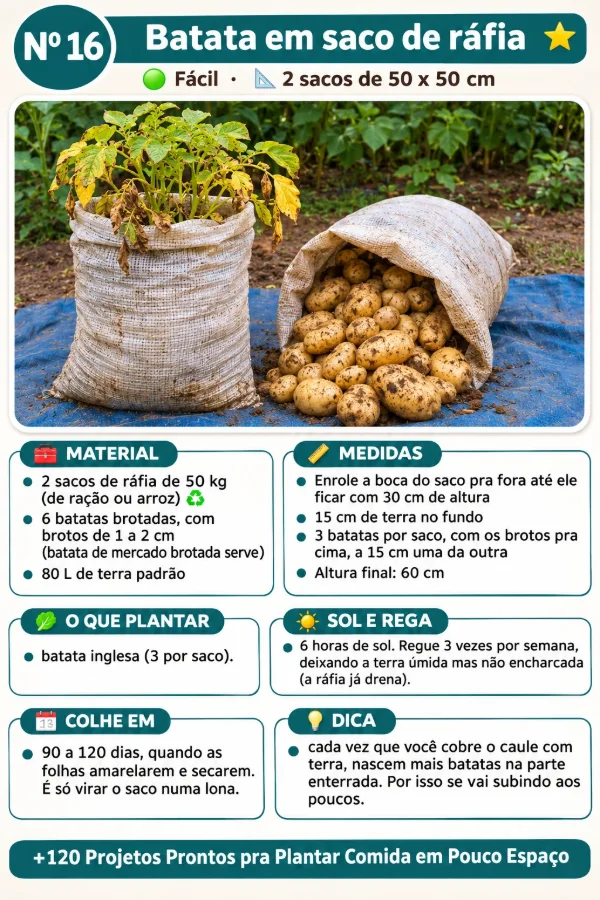 Nº 16
Batata em saco de ráfia
Fácil · 2 sacos de 50 x 50 cm
MATERIAL
2 sacos de ráfia de 50 kg
(de ração ou arroz)
6 batatas brotadas, com
brotos de 1 a 2 cm
(batata de mercado brotada serve)
80 L de terra padrão
MEDIDAS
Enrole a boca do saco pra fora até ele
ficar com 30 cm de altura
15 cm de terra no fundo
3 batatas por saco, com os brotos pra
cima, a 15 cm uma da outra
Altura final: 60 cm
O QUE PLANTAR
batata inglesa (3 por saco).
SOL E REGA
6 horas de sol. Regue 3 vezes por semana,
deixando a terra úmida mas não encharcada
(a ráfia já drena).
13
COLHE EM
90 a 120 dias, quando as
folhas amarelarem e secarem.
É só virar o saco numa lona.
DICA
cada vez que você cobre o caule com
terra, nascem mais batatas na parte
enterrada. Por isso se vai subindo aos
poucos.
+120 Projetos Prontos pra Plantar Comida em Pouco Espaço